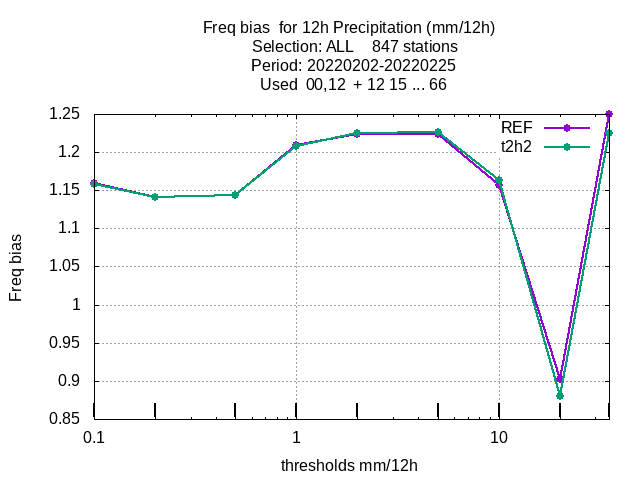 Freq bias  for 12h Precipitation (mm/12h)
Selection: ALL    847 stations
Period: 20220202-20220225
Used  00,12  + 12 15 ... 66
1.25
REF
1.2
t2h2
1.15
1.1
1.05
1
0.95
0.9
0.85
Freq bias
0.1 1 10
thresholds mm/12h